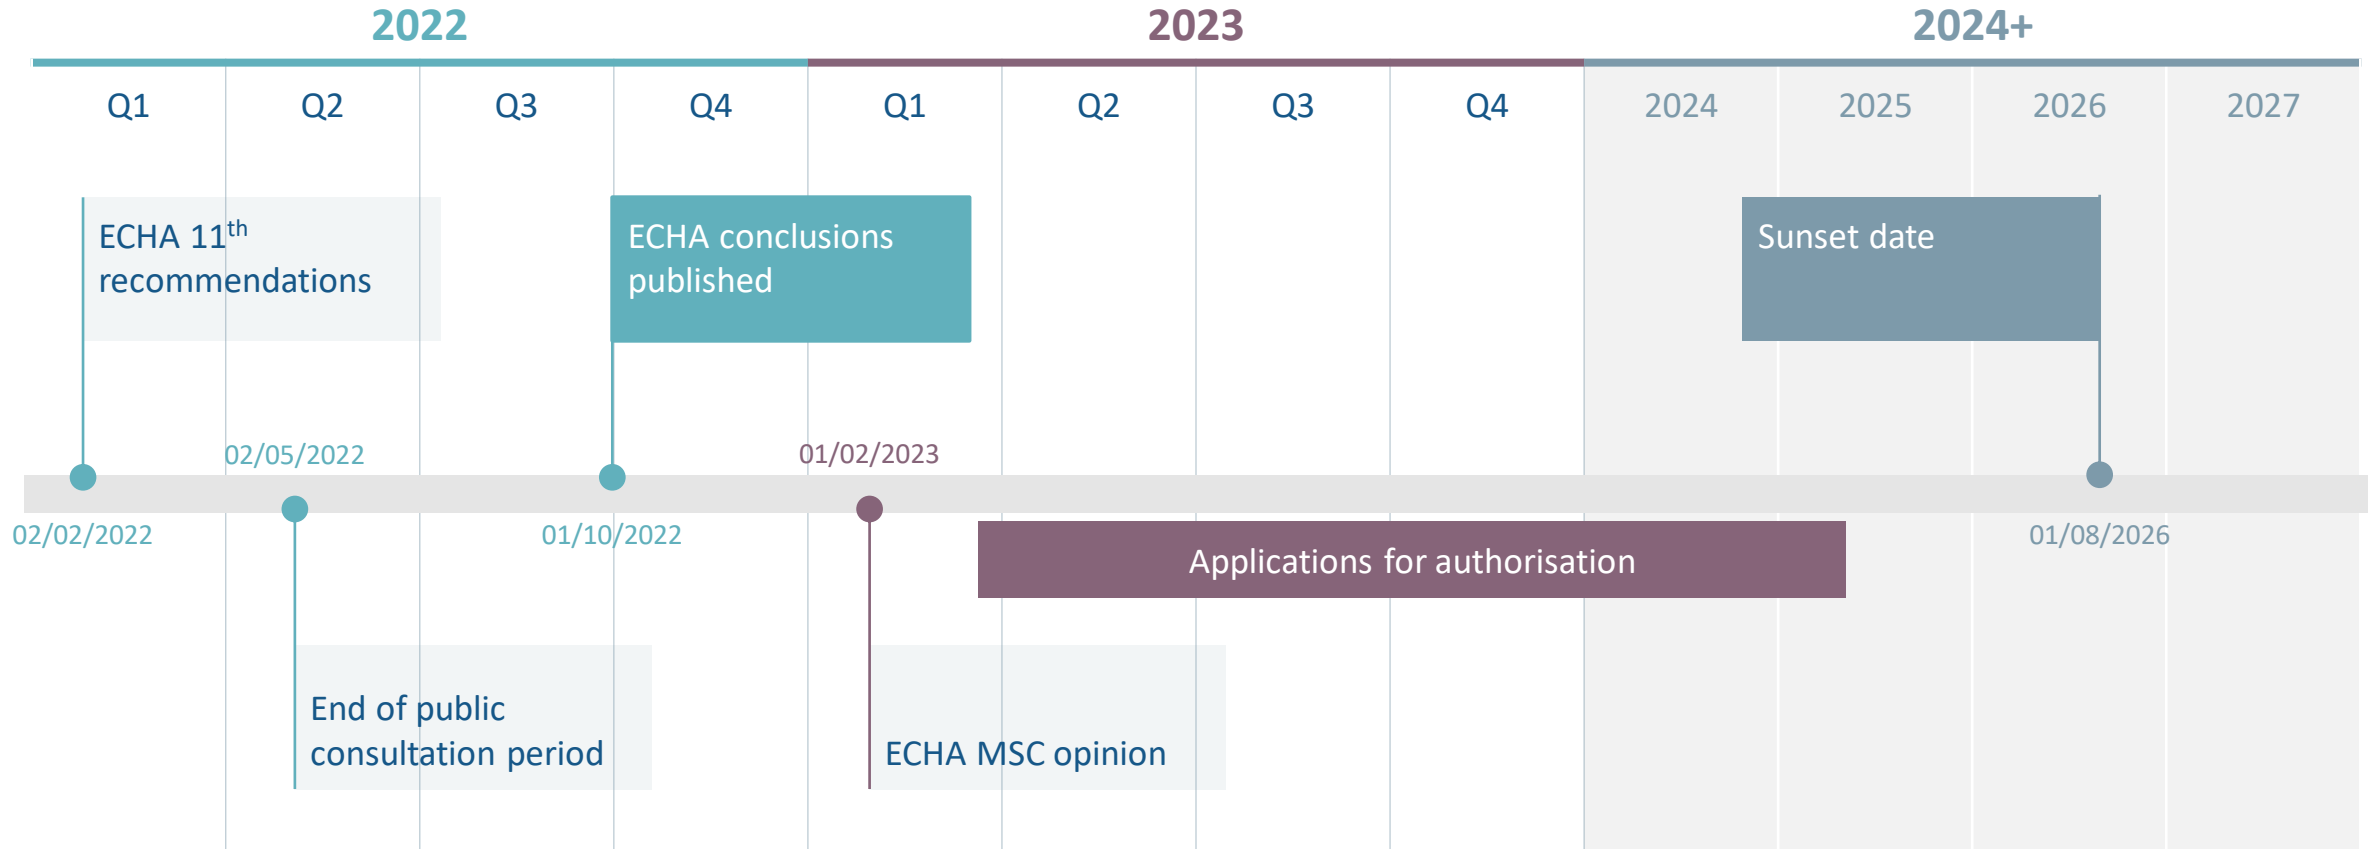 2022
2023
2024+
Q1
Q2
Q3
Q4
Q1
Q2
Q3
Q4
2024
2025
2026
2027
ECHA 11th
recommendations
ECHA conclusions
published
Sunset date
02/05/2022
01/02/2023
02/02/2022
01/10/2022
01/08/2026
Applications for authorisation
End of public
consultation period
ECHA MSC opinion